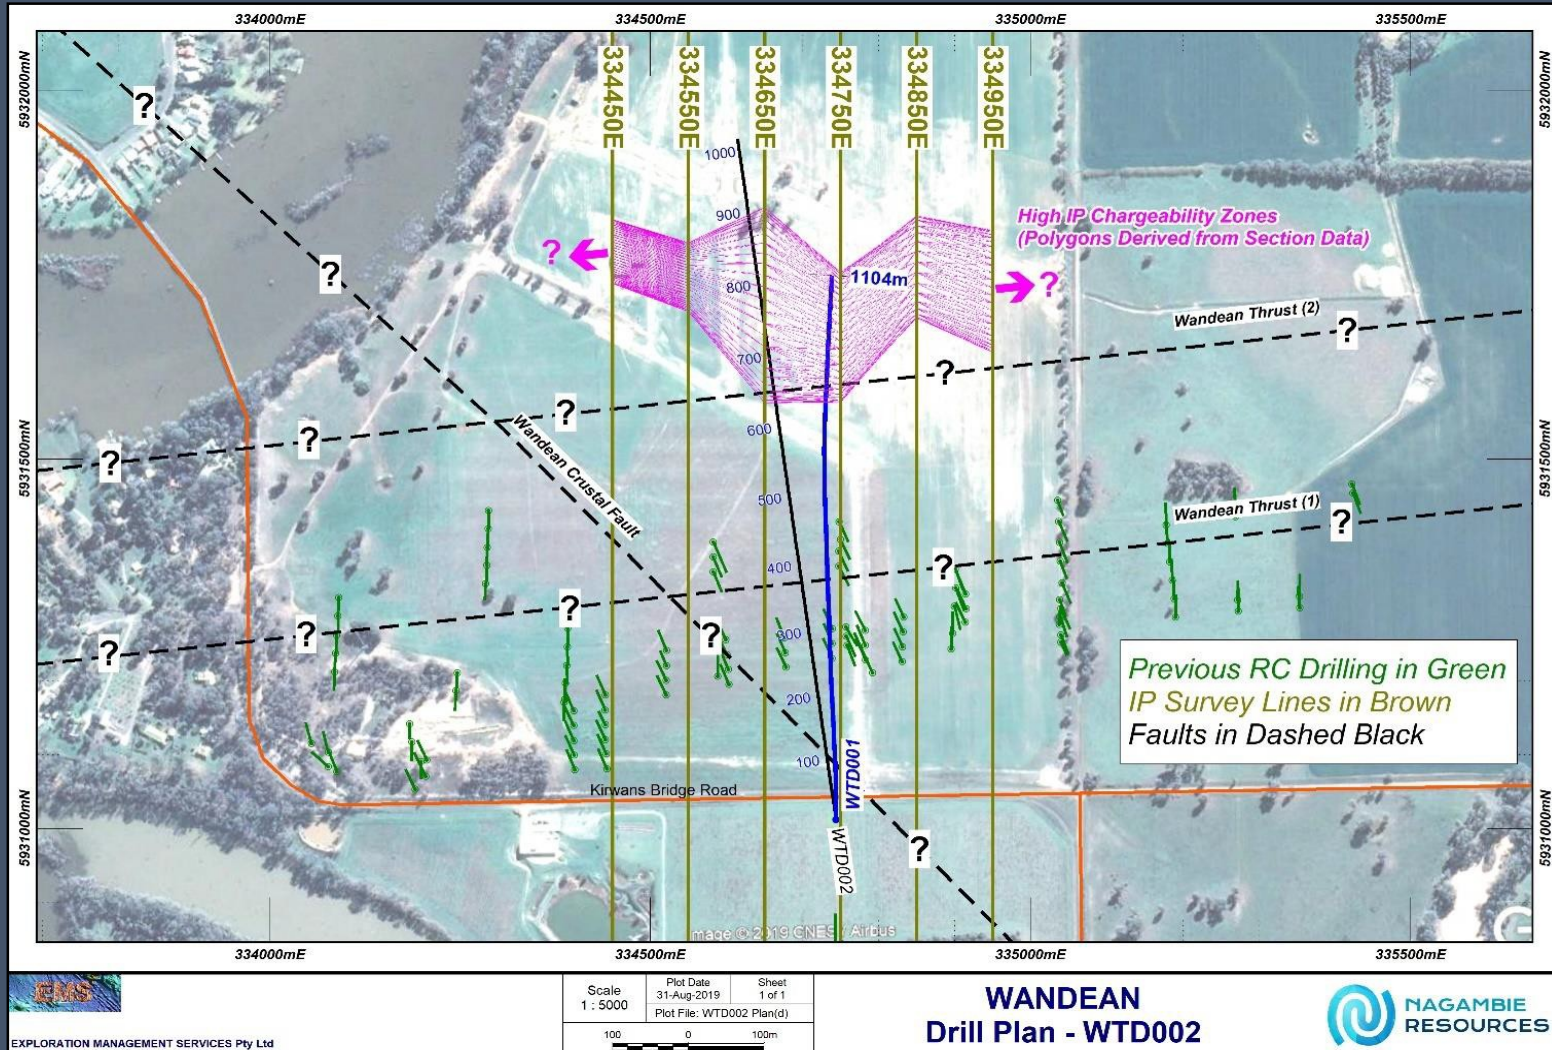 334000mE
334500mE
335000mE
335500mE
5932000mN
5932000mN
334450E
334550E
334650E
334750E
334850E
334950E
?
1000
900
High IP Chargeability Zones
(Polygons Derived from Section Data)
?
?
800
1104m
?
Wandean Thrust (2)
?
700
?
?
?
?
600
Wandean Crustal Fault
5931500mN
5931500mN
500
Wandean Thrust (1)
?
400
?
?
?
?
?
300
200
Previous RC Drilling in Green
IP Survey Lines in Brown
Faults in Dashed Black
100
WTD001
Kirwans Bridge Road
5931000mN
5931000mN
WTD002
?
mage © 2019 CNES / Airbus
G
334000mE
334500mE
335000mE
335500mE
EMS
EXPLORATION MANAGEMENT SERVICES Pty Ltd
Scale
1 : 5000
Plot Date
31-Aug-2019
Sheet
1 of 1
Plot File: WTD002 Plan(d)
100
0
100m
WANDEAN
Drill Plan - WTD002
NAGAMBIE
RESOURCES